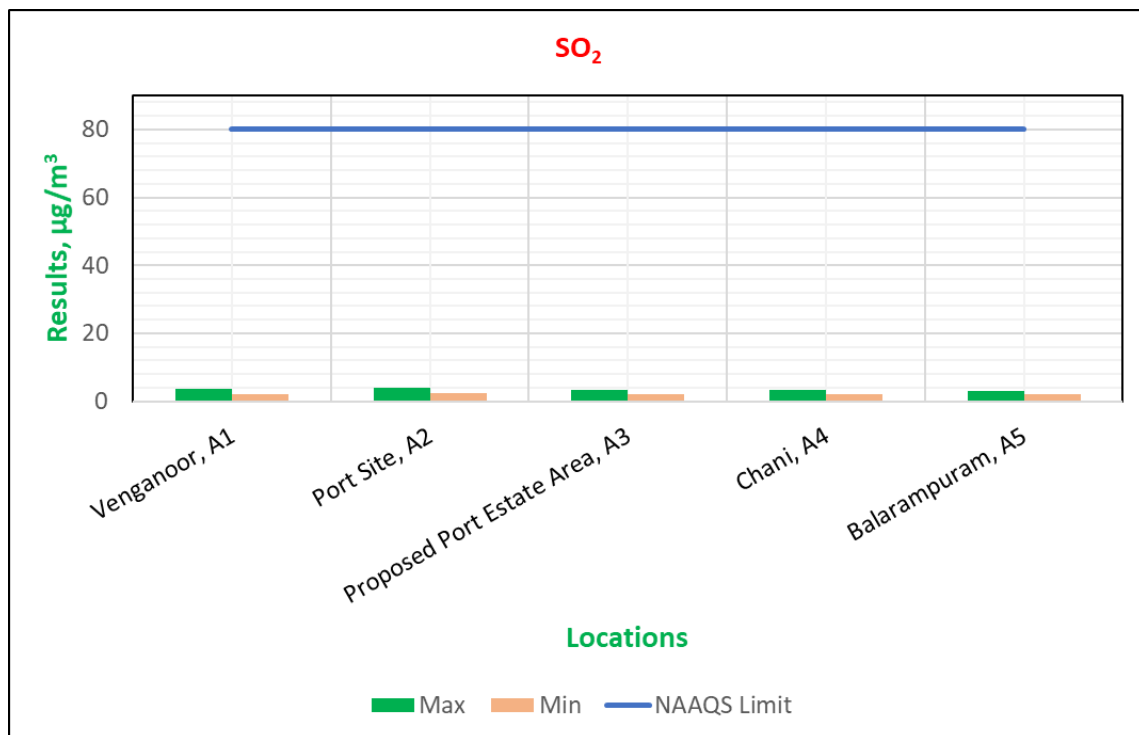 SO₂
Results, µg/m³
80
60
40
20
0
Venganoor, A1
Port Site, A2
Proposed Port Estate Area, A3
Chani, A4
Balarampuram, A5
Locations
Max
Min
NAAQS Limit